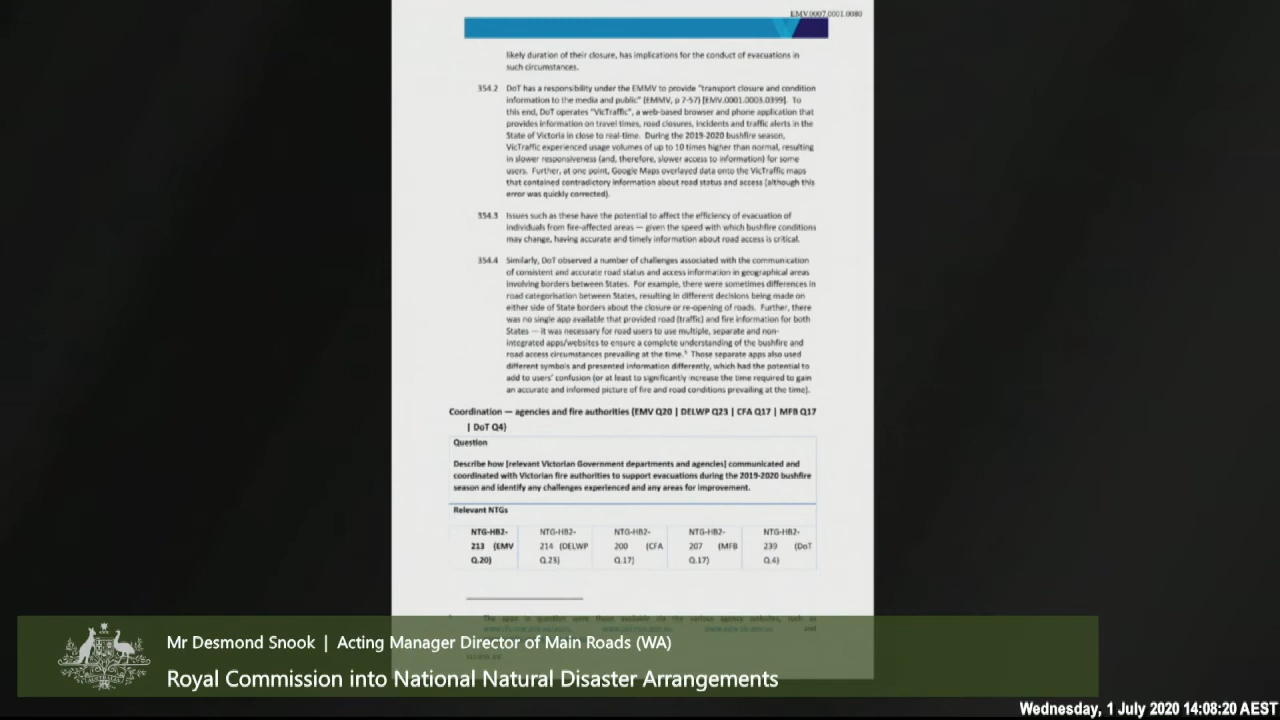 EMV.0007.0001.0080
likely duration of their closure, has implications for the conduct of evacuations in
such circumstances.
354.2 DoT has a responsibility under the EMMV to provide "transport closure and condition
information to the media and public" (EMMV, p 7-57) [EMV.0001.0003.0399]. To
this end, DoT operates "VicTraffic", a web-based browser and phone application that
provides information on travel times, road closures, incidents and traffic alerts in the
State of Victoria in close to real-time. During the 2019-2020 bushfire season,
VicTraffic experienced usage volumes of up to 10 times higher than normal, resulting
in slower responsiveness (and, therefore, slower access to information) for some
users. Further, at one point, Google Maps overlayed data onto the VicTraffic maps
that contained contradictory information about road status and access (although this
error was quickly corrected).
354.3 Issues such as these have the potential to affect the efficiency of evacuation of
individuals from fire-affected areas — given the speed with which bushfire conditions
may change, having accurate and timely information about road access is critical.
354.4 Similarly, DoT observed a number of challenges associated with the communication
of consistent and accurate road status and access information in geographical areas
involving borders between States. For example, there were sometimes differences in
road categorisation between States, resulting in different decisions being made on
either side of State borders about the closure or re-opening of roads. Further, there
was no single app available that provided road (traffic) and fire information for both
States — it was necessary for road users to use multiple, separate and non-
integrated apps/websites to ensure a complete understanding of the bushfire and
road access circumstances prevailing at the time. Those separate apps also used
different symbols and presented information differently, which had the potential to
add to users' confusion (or at least to significantly increase the time required to gain
an accurate and informed picture of fire and road conditions prevailing at the time).
Coordination — agencies and fire authorities (EMV Q20 | DELWP Q23 | CFA Q17 | MFB Q17
| DoT Q4)
Question
Describe how [relevant Victorian Government departments and agencies] communicated and
coordinated with Victorian fire authorities to support evacuations during the 2019-2020 bushfire
season and identify any challenges experienced and any areas for improvement.
Relevant NTGs
NTG-HB2- NTG-HB2- NTG-HB2- NTG-HB2- NTG-HB2-
213 (EMV 214 (DELWP 200 (CFA 207 (MFB 239 (DoT
Q.20) Q.23) Q.17) Q.17) Q.4)
The apps in question were those available via the various agency websites, such as
and
Mr Desmond Snook | Acting Manager Director of Main Roads (WA)
Royal Commission into National Natural Disaster Arrangements
Wednesday, 1 July 2020 14:08:20 AEST